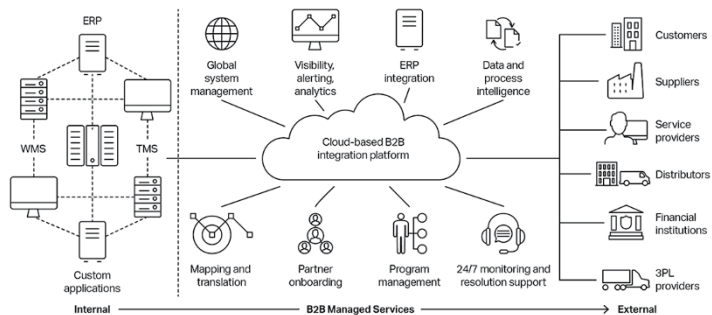 ERP
WMS
TMS
Custom
applications
Global
system
management
Visibility,
alerting,
analytics
ERP
integration
Data and
process
intelligence
Cloud-based B2B
integration platform
Mapping and
translation
Partner
onboarding
Program
management
24/7 monitoring and
resolution support
Customers
Suppliers
Service
providers
Distributors
Financial
institutions
3PL
providers
Internal
B2B Managed Services
External